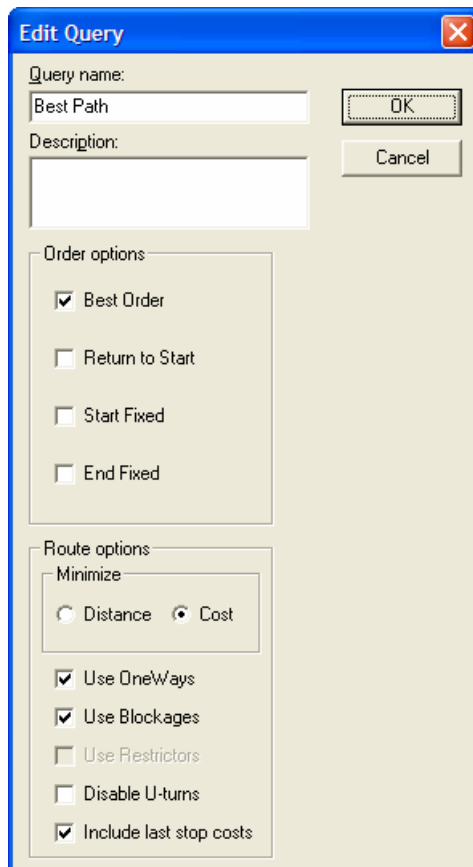 Edit Query
Query name:
Best Path
OK
Description:
Cancel
Order options
Best Order
Return to Start
Start Fixed
End Fixed
Route options
Minimize
Distance Cost
Use OneWays
Use Blockages
Use Restrictors
Disable U-turns
Include last stop costs